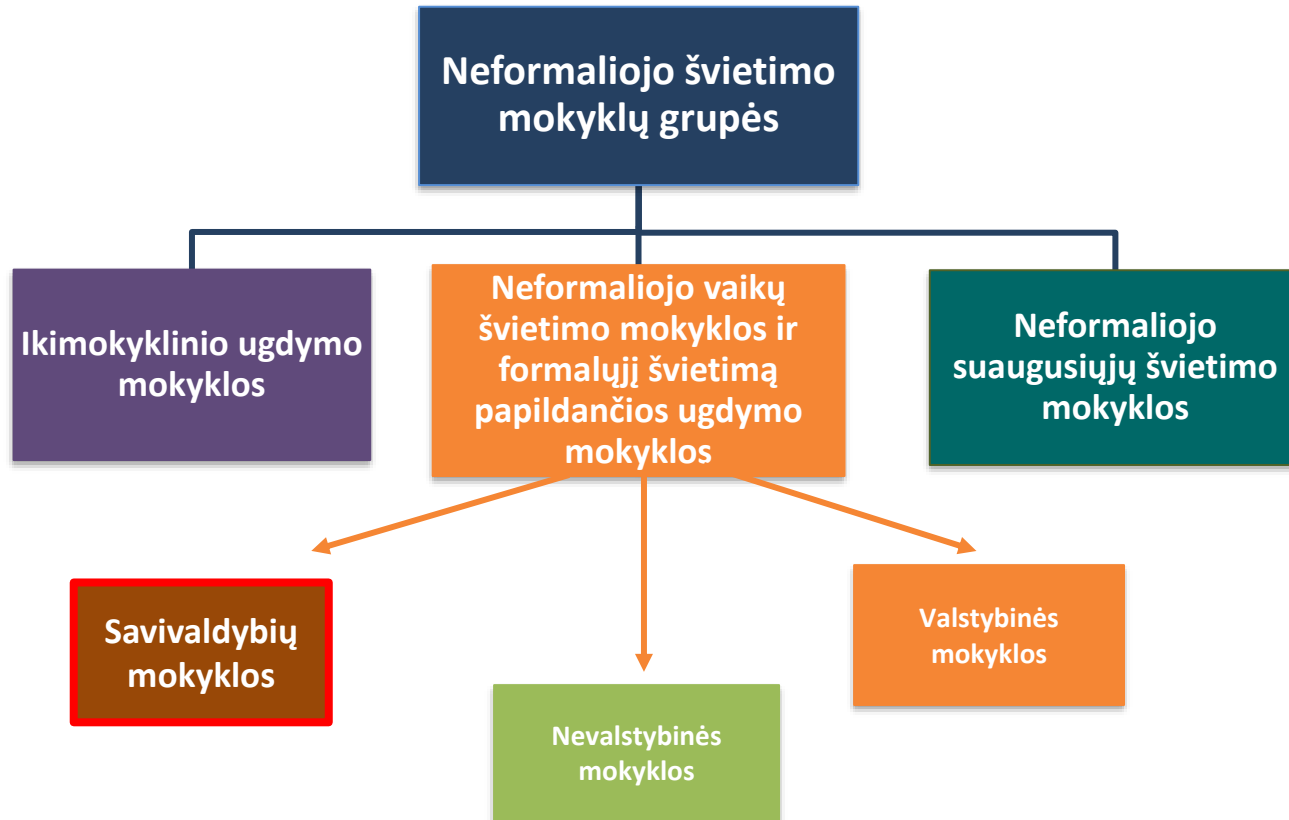 Neformaliojo švietimo
mokyklų grupės
Ikimokyklinio ugdymo
mokyklos
Neformaliojo vaikų
švietimo mokyklos ir
formalųjį švietimą
papildančios ugdymo
mokyklos
Neformaliojo
suaugusiųjų švietimo
mokyklos
Savivaldybių
mokyklos
Nevalstybinės
mokyklos
Valstybinės
mokyklos